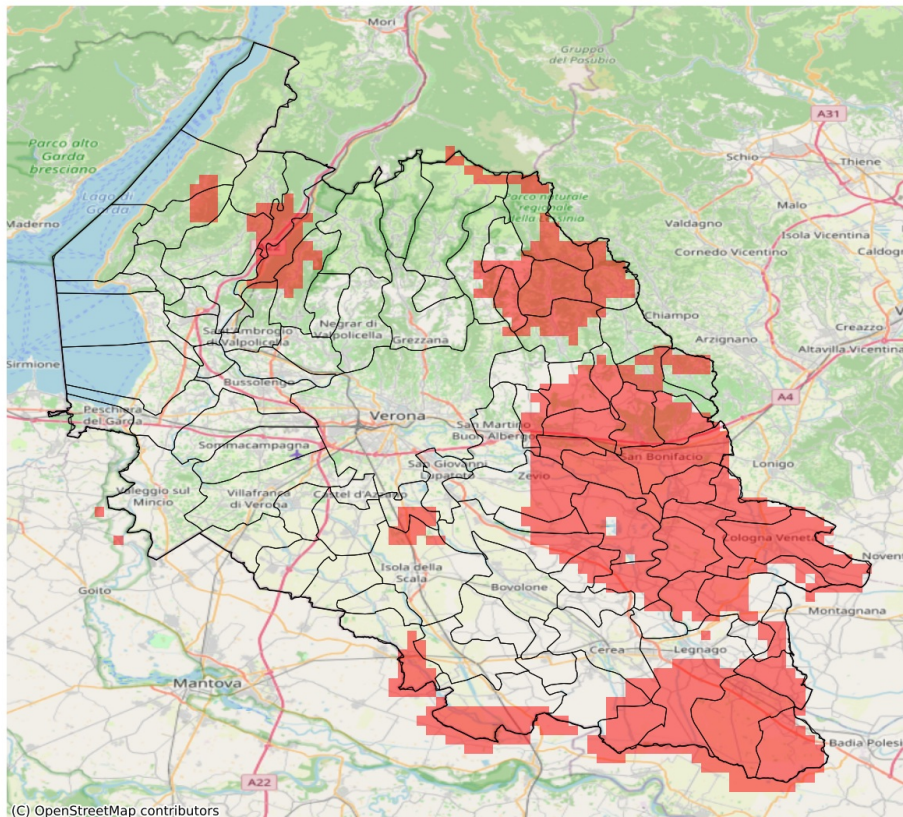 Mori
Gruppo
del Pasubio
A31
Parco alto
Garda
bresciano
Schio
Thiene
Lago di
Garda
Parco naturale
regionale
della Lessinia
Malo
Maderno
Valdagno
Isola Vicentina
Cornedo Vicentino
Caldogno
Chiampo
Sant'Ambrogio
di Valpolicella
Negrar di
Valpolicella
Grezzana
Creazzo
Arzignano
Altavilla Vicentina
Sirmione
Bussolengo
A4
Peschiera
del Garda
Verona
San Martino
Buon Albergo
Sommacampagna
San Bonifacio
Lonigo
San Giovanni
Lupatoto
Zevio
Valeggio sul
Mincio
Villafranca
di Verona
Castel d'Azzano
Cologna Veneta
Isola della
Scala
Goito
Bovolone
Montagnana
Cerea
Legnago
Mantova
A22
(C) OpenStreetMap contributors